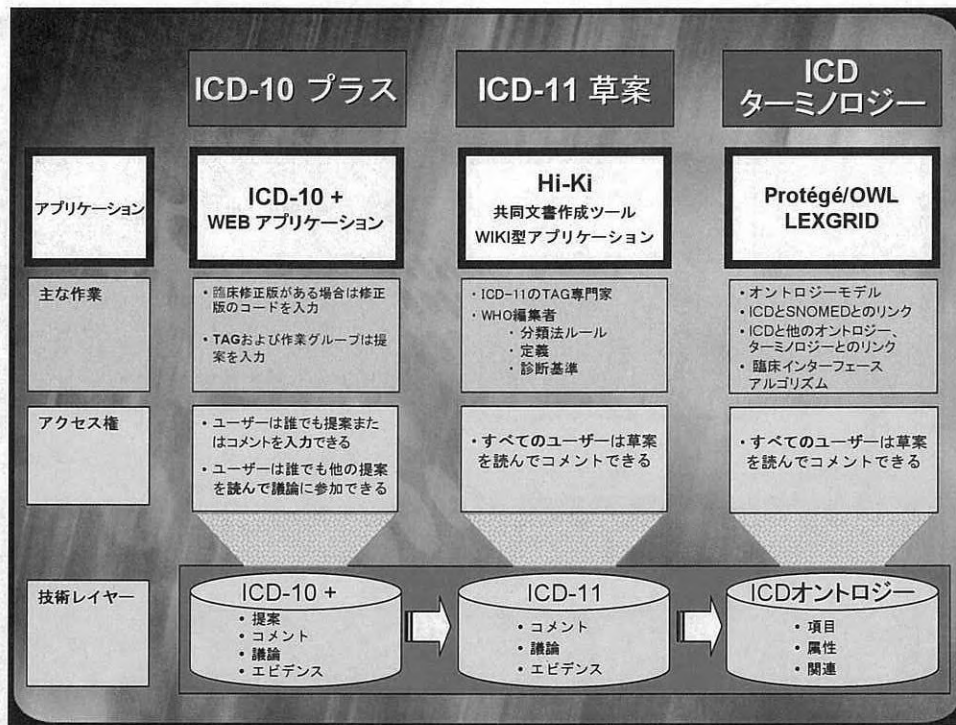 ICD-10 プラス
ICD-11 草案
ICD
ターミノロジー
アプリケーション
ICD-10 +
WEB アプリケーション
Hi-Ki
共同文書作成ツール
WIKI型アプリケーション
Protégé/OWL
LEXGRID
主な作業
・臨床修正版がある場合は修正
版のコードを入力
・TAGおよび作業グループは提
案を入力
・ICD-11のTAG専門家
・WHO編集者
・分類法ルール
・定義
・診断基準
・オントロジーモデル
・ICDとSNOMEDとのリンク
・ICDと他のオントロジー、
ターミノロジーとのリンク
・臨床インターフェース
アルゴリズム
アクセス権
・ユーザーは誰でも提案また
はコメントを入力できる
・ユーザーは誰でも他の提案
を読んで議論に参加できる
・すべてのユーザーは草案
を読んでコメントできる
・すべてのユーザーは草案
を読んでコメントできる
技術レイヤー
ICD-10 +
・提案
・コメント
・議論
・エビデンス
ICD-11
・コメント
・議論
・エビデンス
ICDオントロジー
・項目
・属性
・関連